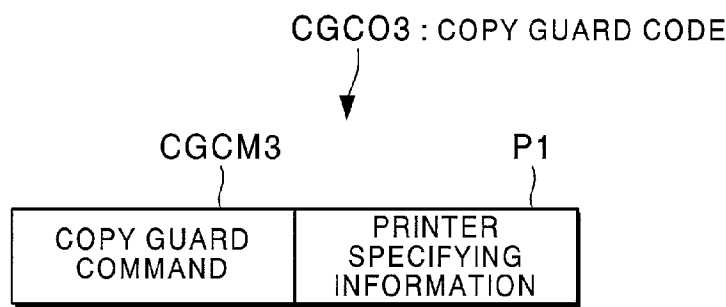 CGCO3 : COPY GUARD CODE
CGCM3 P1
COPY GUARD
COMMAND
PRINTER
SPECIFYING
INFORMATION